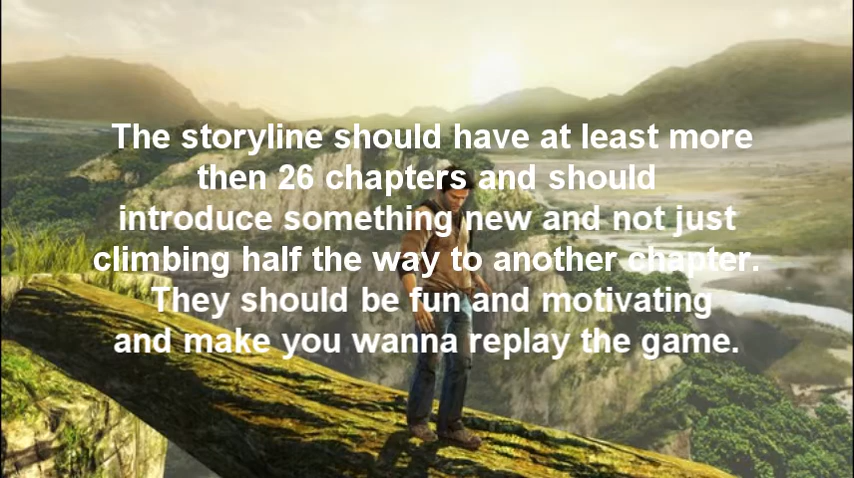 The storyline should have at least more
then 26 chapters and should
introduce something new and not just
climbing half the way to another chapter.
They should be fun and motivating
and make you wanna replay the game.